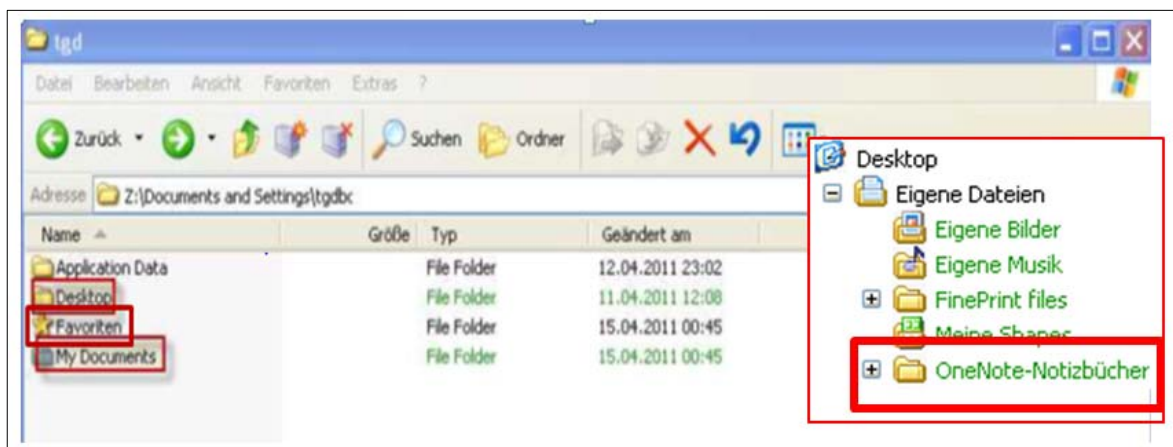 tgd
Datei Bearbeiten Ansicht Favoriten Extras ?
Zurück Suchen Ordner
Adresse Z:\Documents and Settings\tgdbc
Name Größe Typ Geändert am
Application Data File Folder 12.04.2011 23:02
Desktop File Folder 11.04.2011 12:08
Favoriten File Folder 15.04.2011 00:45
My Documents File Folder 15.04.2011 00:45
Desktop
Eigene Dateien
Eigene Bilder
Eigene Musik
FinePrint files
Meine Shapes
OneNote-Notizbücher